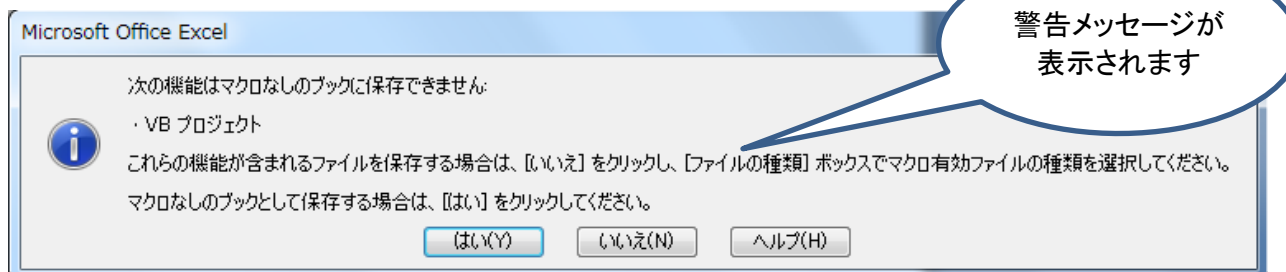 Microsoft Office Excel
警告メッセージが
表示されます
次の機能はマクロなしのブックに保存できません:
・VB プロジェクト
これらの機能が含まれるファイルを保存する場合は、[いいえ] をクリックし、[ファイルの種類] ボックスでマクロ有効ファイルの種類を選択してください。
マクロなしのブックとして保存する場合は、[はい] をクリックしてください。
はい(Y) いいえ(N) ヘルプ(H)